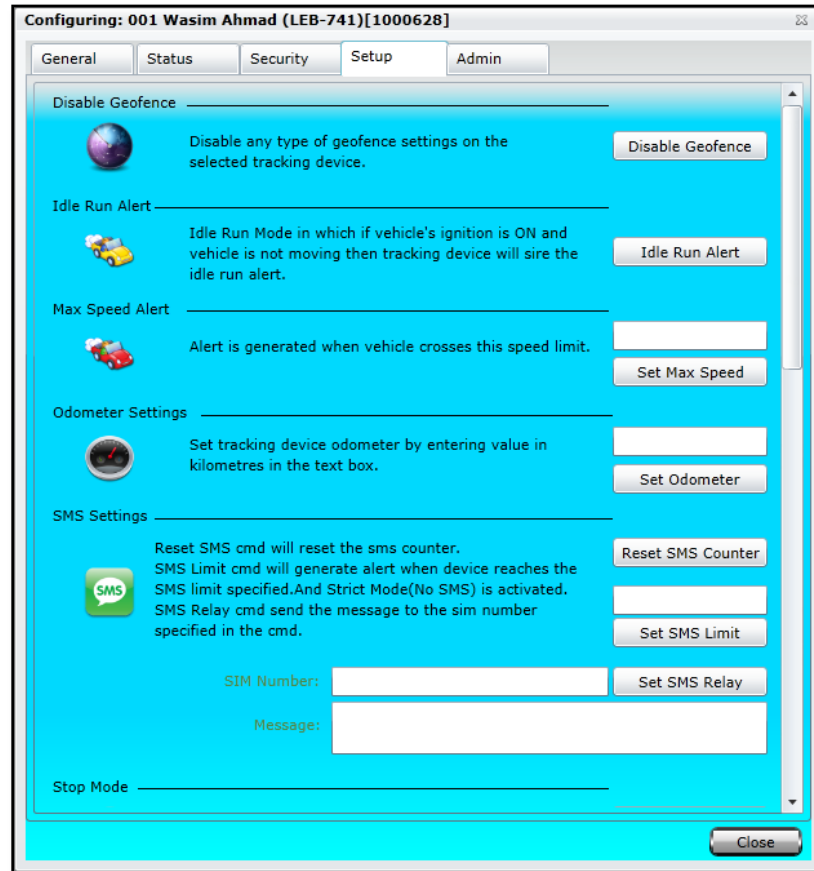 Configuring: 001 Wasim Ahmad (LEB-741)[1000628]
General Status Security Setup Admin
Disable Geofence
Disable any type of geofence settings on the
selected tracking device.
Disable Geofence
Idle Run Alert
Idle Run Mode in which if vehicle's ignition is ON and
vehicle is not moving then tracking device will sire the
idle run alert.
Idle Run Alert
Max Speed Alert
Alert is generated when vehicle crosses this speed limit.
Set Max Speed
Odometer Settings
Set tracking device odometer by entering value in
kilometres in the text box.
Set Odometer
SMS Settings
SMS
Reset SMS cmd will reset the sms counter.
SMS Limit cmd will generate alert when device reaches the
SMS limit specified.And Strict Mode(No SMS) is activated.
SMS Relay cmd send the message to the sim number
specified in the cmd.
Reset SMS Counter
Set SMS Limit
SIM Number:
Set SMS Relay
Message:
Stop Mode
Close